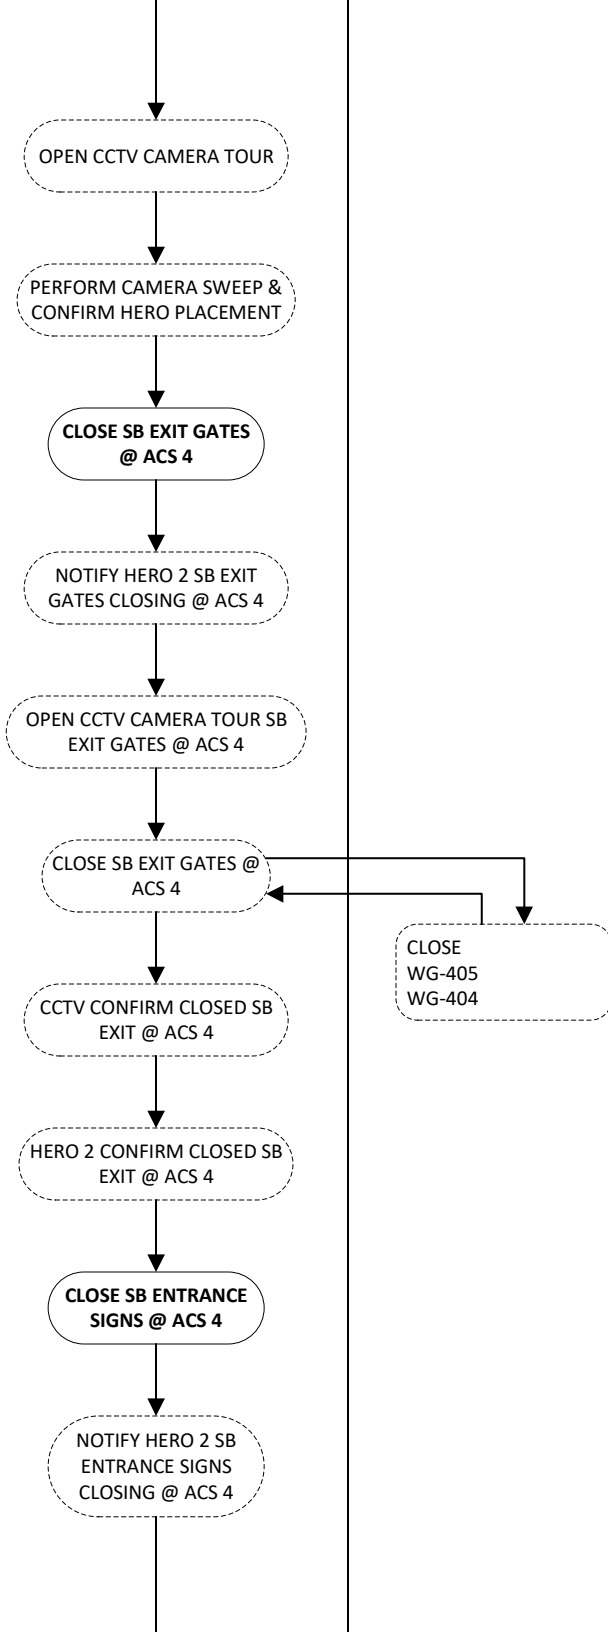 OPEN CCTV CAMERA TOUR
PERFORM CAMERA SWEEP &
CONFIRM HERO PLACEMENT
CLOSE SB EXIT GATES
@ ACS 4
NOTIFY HERO 2 SB EXIT
GATES CLOSING @ ACS 4
OPEN CCTV CAMERA TOUR SB
EXIT GATES @ ACS 4
CLOSE SB EXIT GATES @
ACS 4
CLOSE
WG-405
WG-404
CCTV CONFIRM CLOSED SB
EXIT @ ACS 4
HERO 2 CONFIRM CLOSED SB
EXIT @ ACS 4
CLOSE SB ENTRANCE
SIGNS @ ACS 4
NOTIFY HERO 2 SB
ENTRANCE SIGNS
CLOSING @ ACS 4